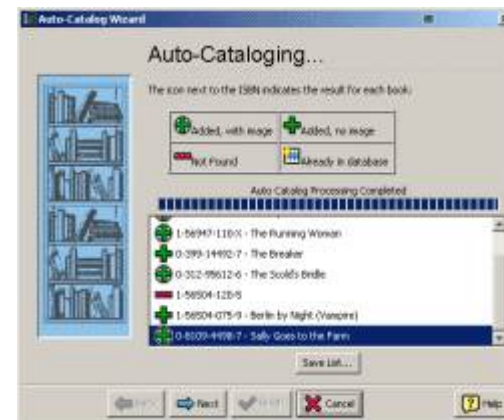 Auto-Catalog Wizard
Auto-Cataloging...
The icon next to the ISBN indicates the result for each book:
Added, with image
Added, no image
Not Found
Already in database
Auto Catalog Processing Completed
1-56947-110-X - The Running Woman
0-399-14492-7 - The Breaker
0-312-95612-6 - The Scold's Bridle
1-56504-128-5
1-56504-075-9 - Berlin by Night (Vampire)
0-8109-4498-7 - Sally Goes to the Farm
Save List...
Next
Cancel
Help